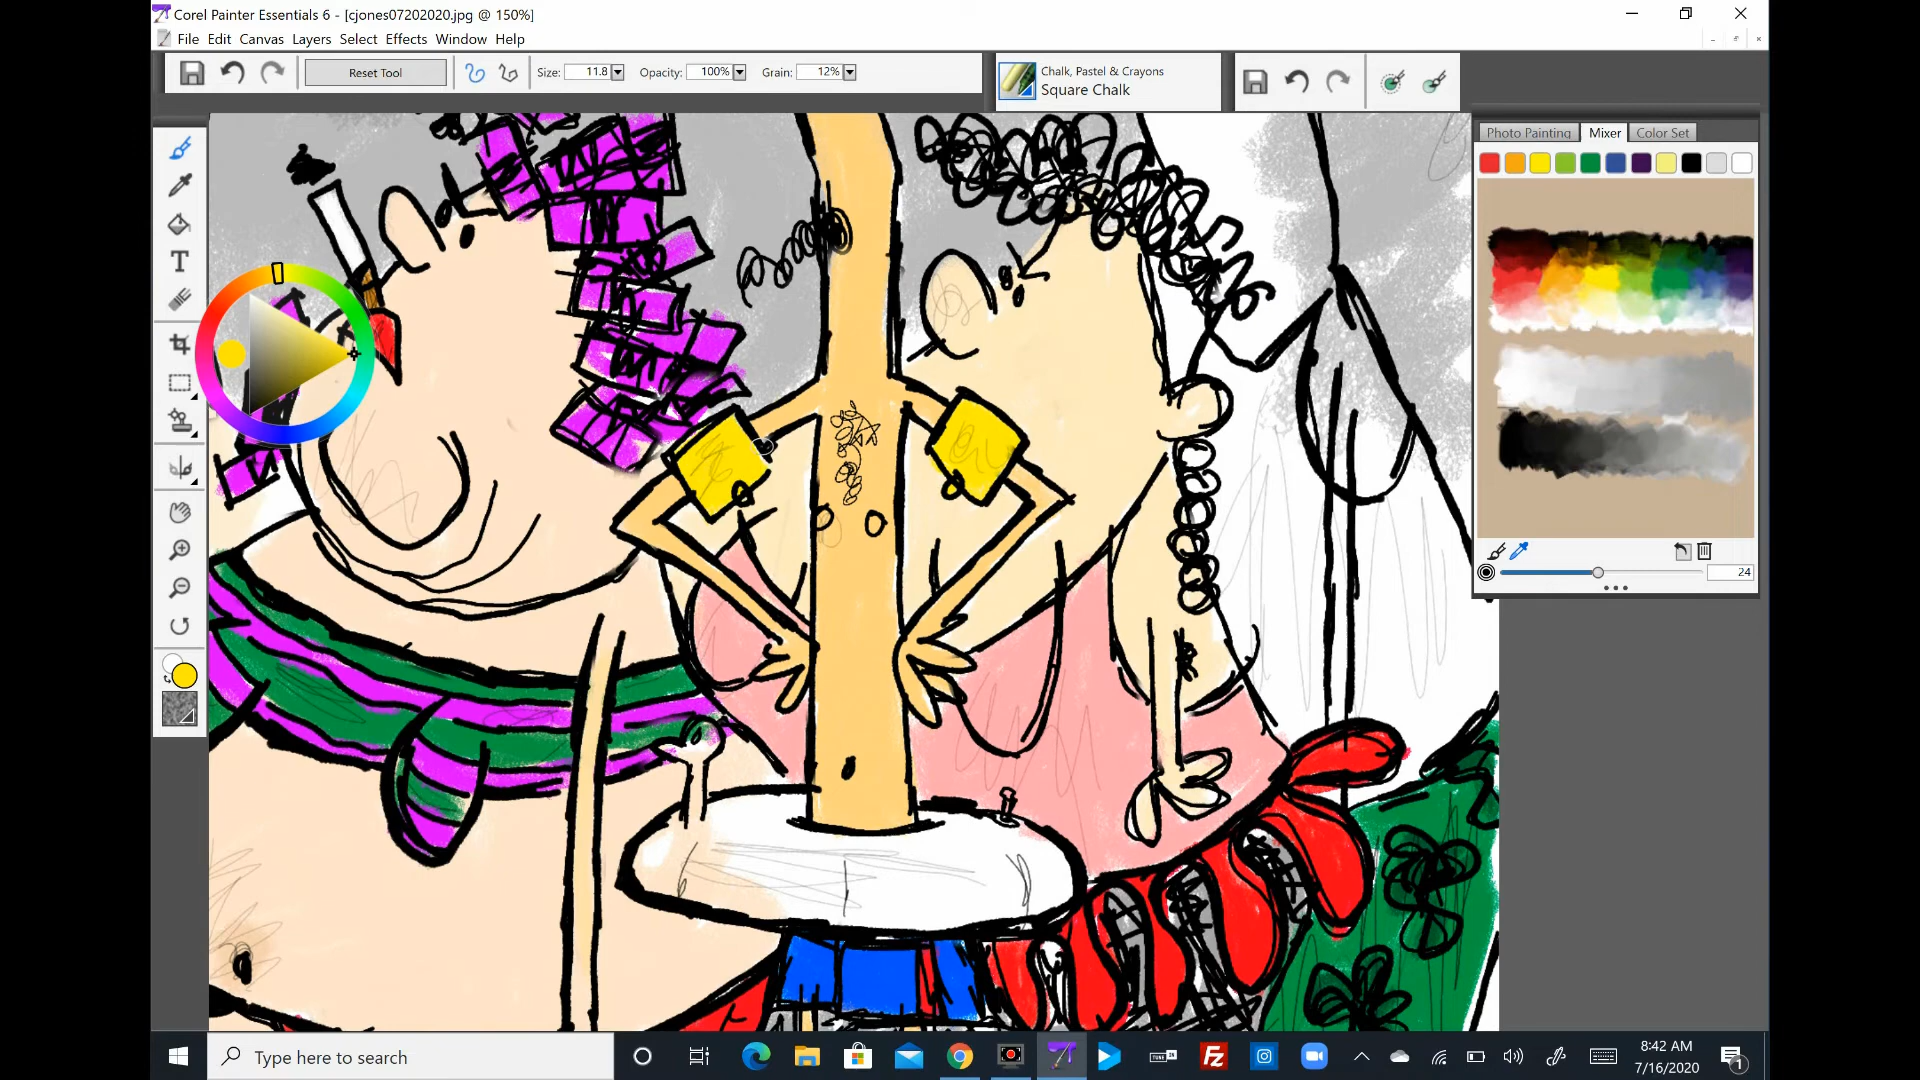 Corel Painter Essentials 6 - [cjones07202020.jpg @ 150%]
File Edit Canvas Layers Select Effects Window Help
Reset Tool
Size: 11.8 Opacity: 100% Grain: 12%
Chalk, Pastel & Crayons
Square Chalk
Photo Painting Mixer Color Set
24
Type here to search
8:42 AM
7/16/2020
1